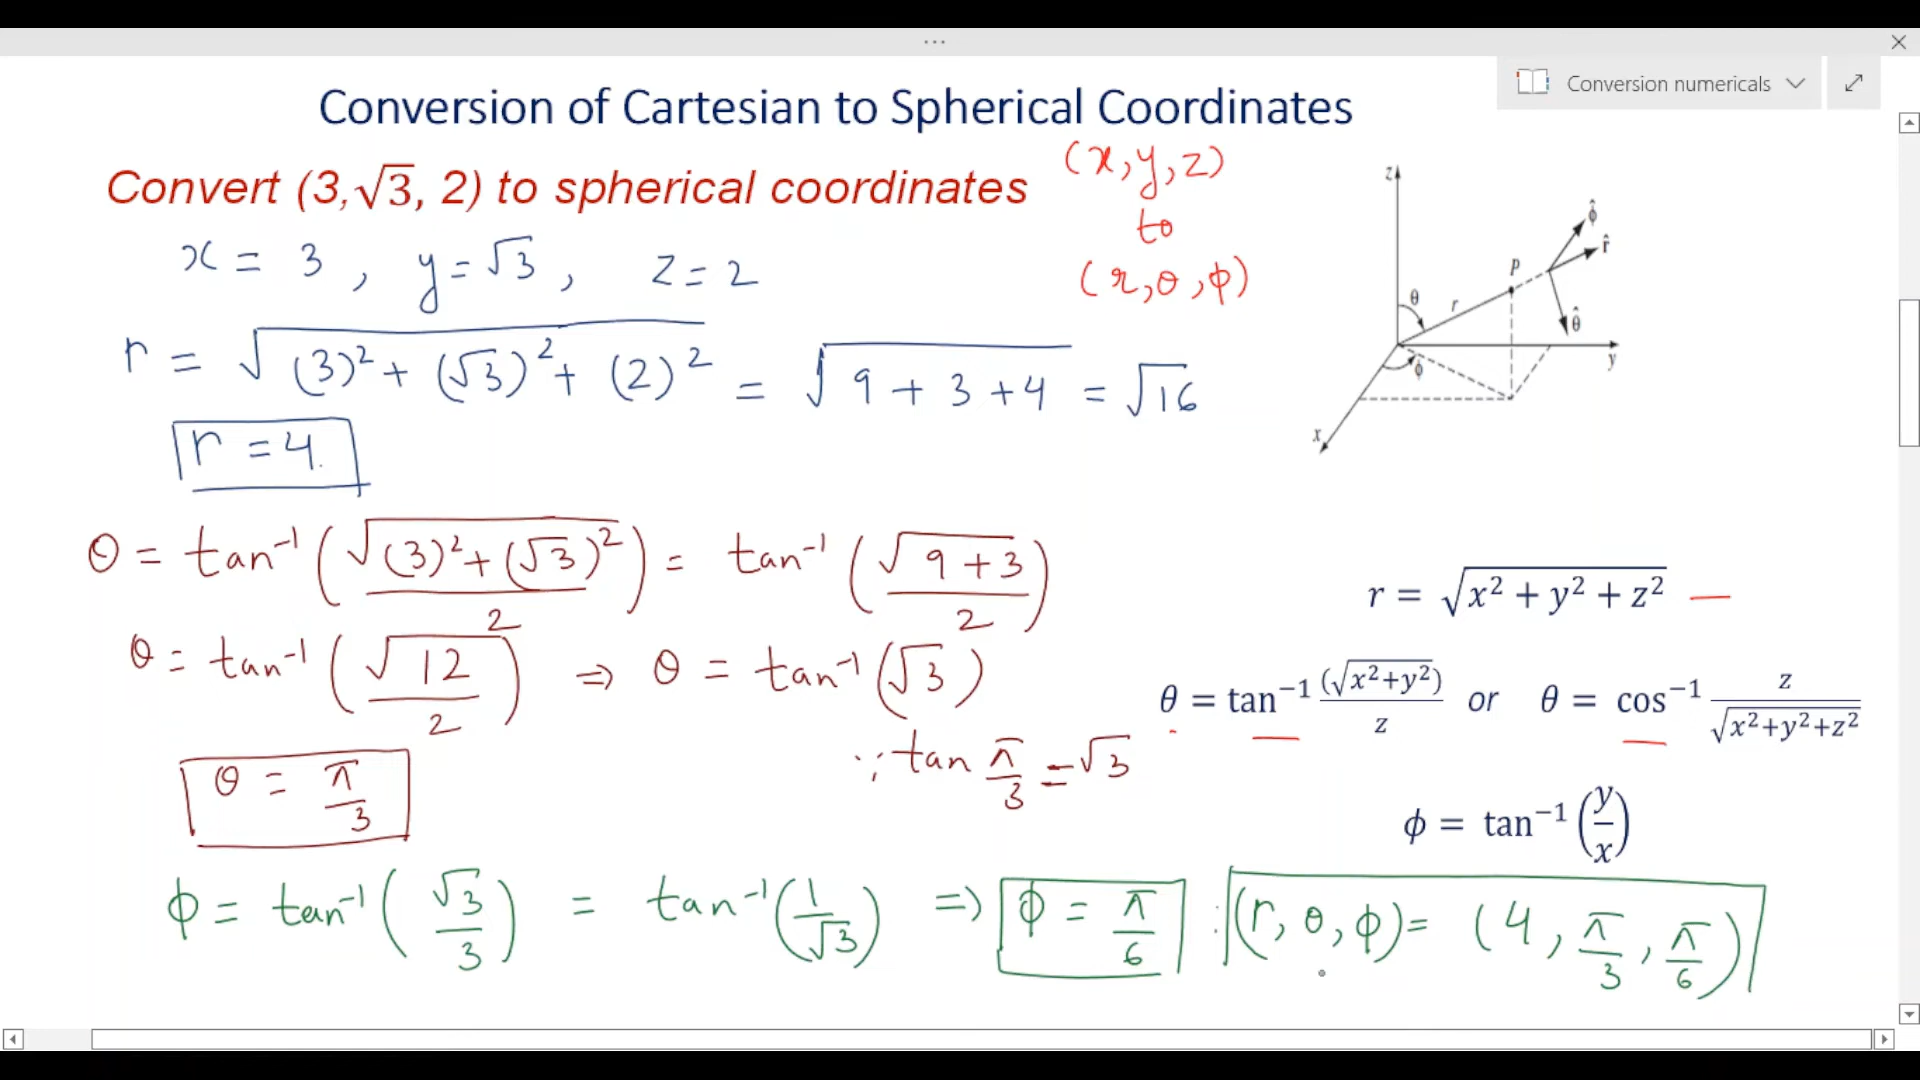 ...
Conversion numericals
Conversion of Cartesian to Spherical Coordinates
Convert (3,√3, 2) to spherical coordinates
(x, y, z)
to
(r, θ, ϕ)
x = 3 , y = √3 , z = 2
r = √((3)² + (√3)² + (2)²) = √(9 + 3 + 4) = √16
r = 4.
z
θ
r
P
ϕ̂
r̂
θ̂
y
ϕ
x
θ = tan⁻¹(√((3)² + (√3)²)/2) = tan⁻¹(√(9 + 3)/2)
θ = tan⁻¹(√12/2) ⇒ θ = tan⁻¹(√3)
∵ tan π/3 = √3
θ = π/3
r = √(x² + y² + z²)
θ = tan⁻¹ (√(x²+y²))/z or θ = cos⁻¹ z/√(x²+y²+z²)
ϕ = tan⁻¹(y/x)
ϕ = tan⁻¹(√3/3) = tan⁻¹(1/√3) ⇒ ϕ = π/6 ∴ (r, θ, ϕ) = (4, π/3, π/6)